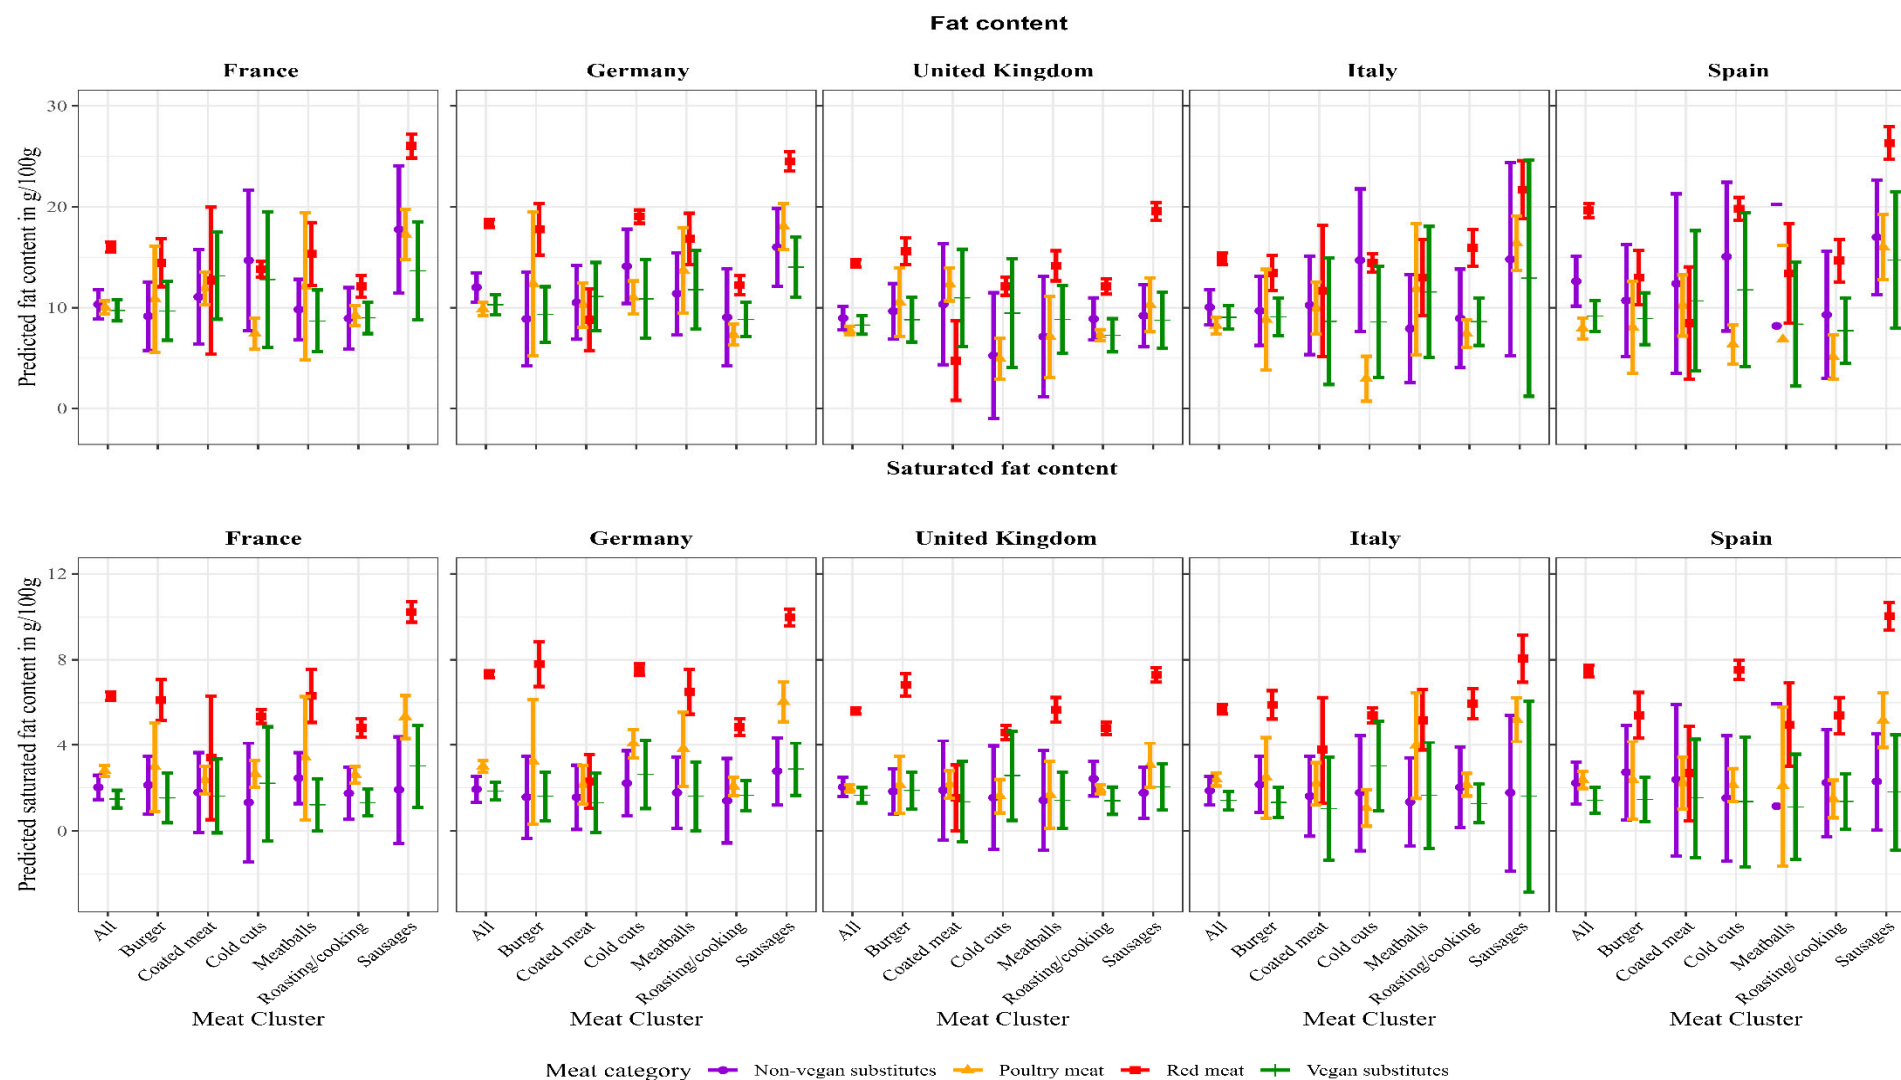 Fat content
France Germany United Kingdom Italy Spain
Predicted fat content in g/100g
30
20
10
0
Saturated fat content
France Germany United Kingdom Italy Spain
Predicted saturated fat content in g/100g
12
8
4
0
All Burger Coated meat Cold cuts Meatballs Roasting/cooking Sausages All Burger Coated meat Cold cuts Meatballs Roasting/cooking Sausages All Burger Coated meat Cold cuts Meatballs Roasting/cooking Sausages All Burger Coated meat Cold cuts Meatballs Roasting/cooking Sausages All Burger Coated meat Cold cuts Meatballs Roasting/cooking Sausages
Meat Cluster Meat Cluster Meat Cluster Meat Cluster Meat Cluster
Meat category Non-vegan substitutes Poultry meat Red meat Vegan substitutes